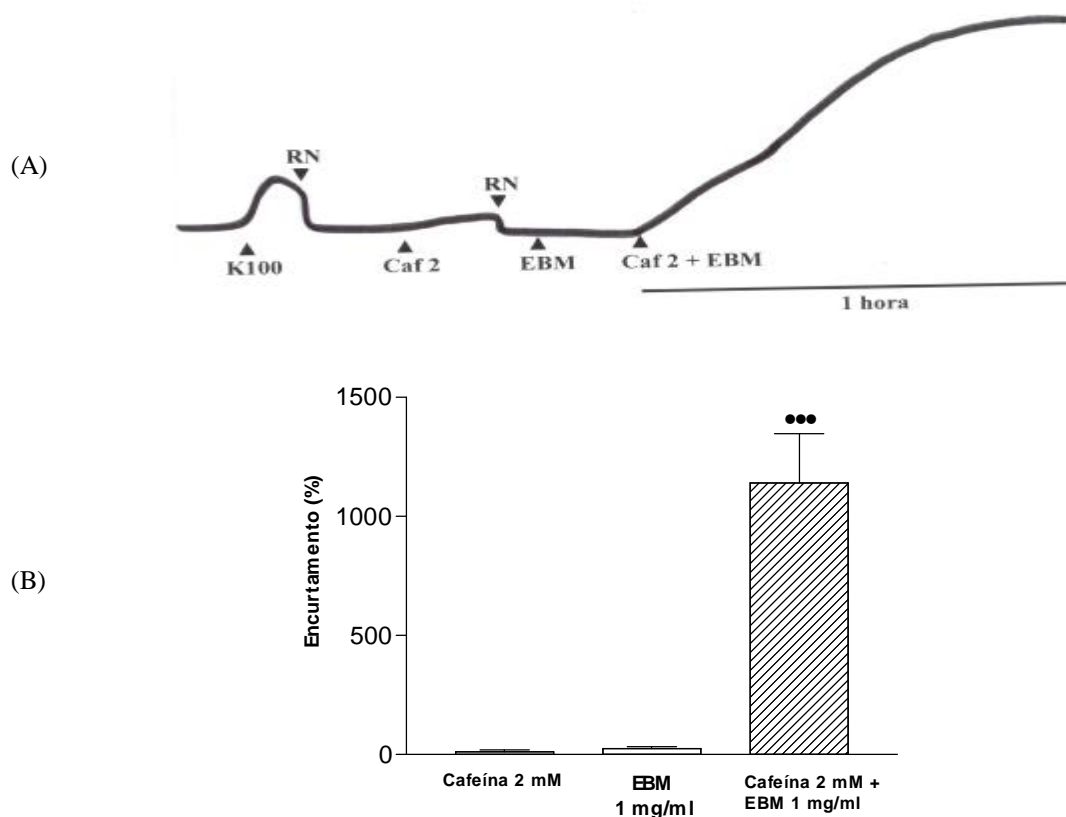 (A)
RN
RN
K100
Caf 2
EBM
Caf 2 + EBM
1 hora
(B)
Encurtamento (%)
1500
1000
500
0
•••
Cafeína 2 mM
EBM
1 mg/ml
Cafeína 2 mM +
EBM 1 mg/ml